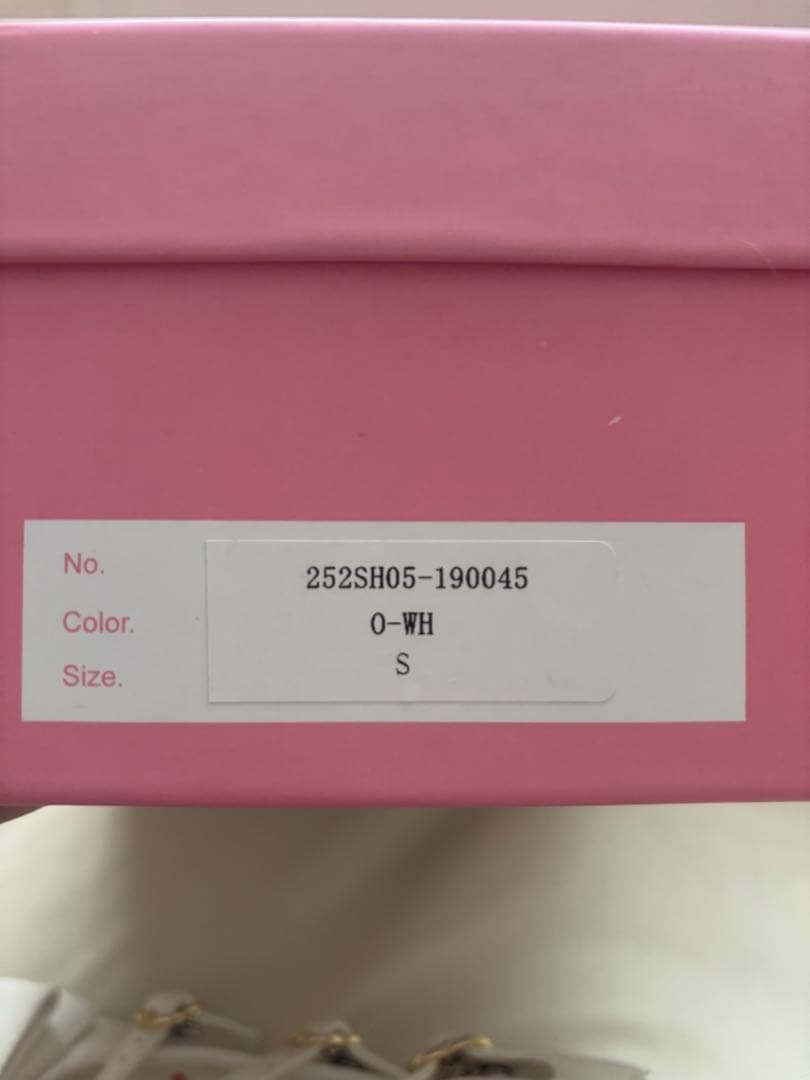 No. 252SH05-190045
Color. O-WH
Size. S